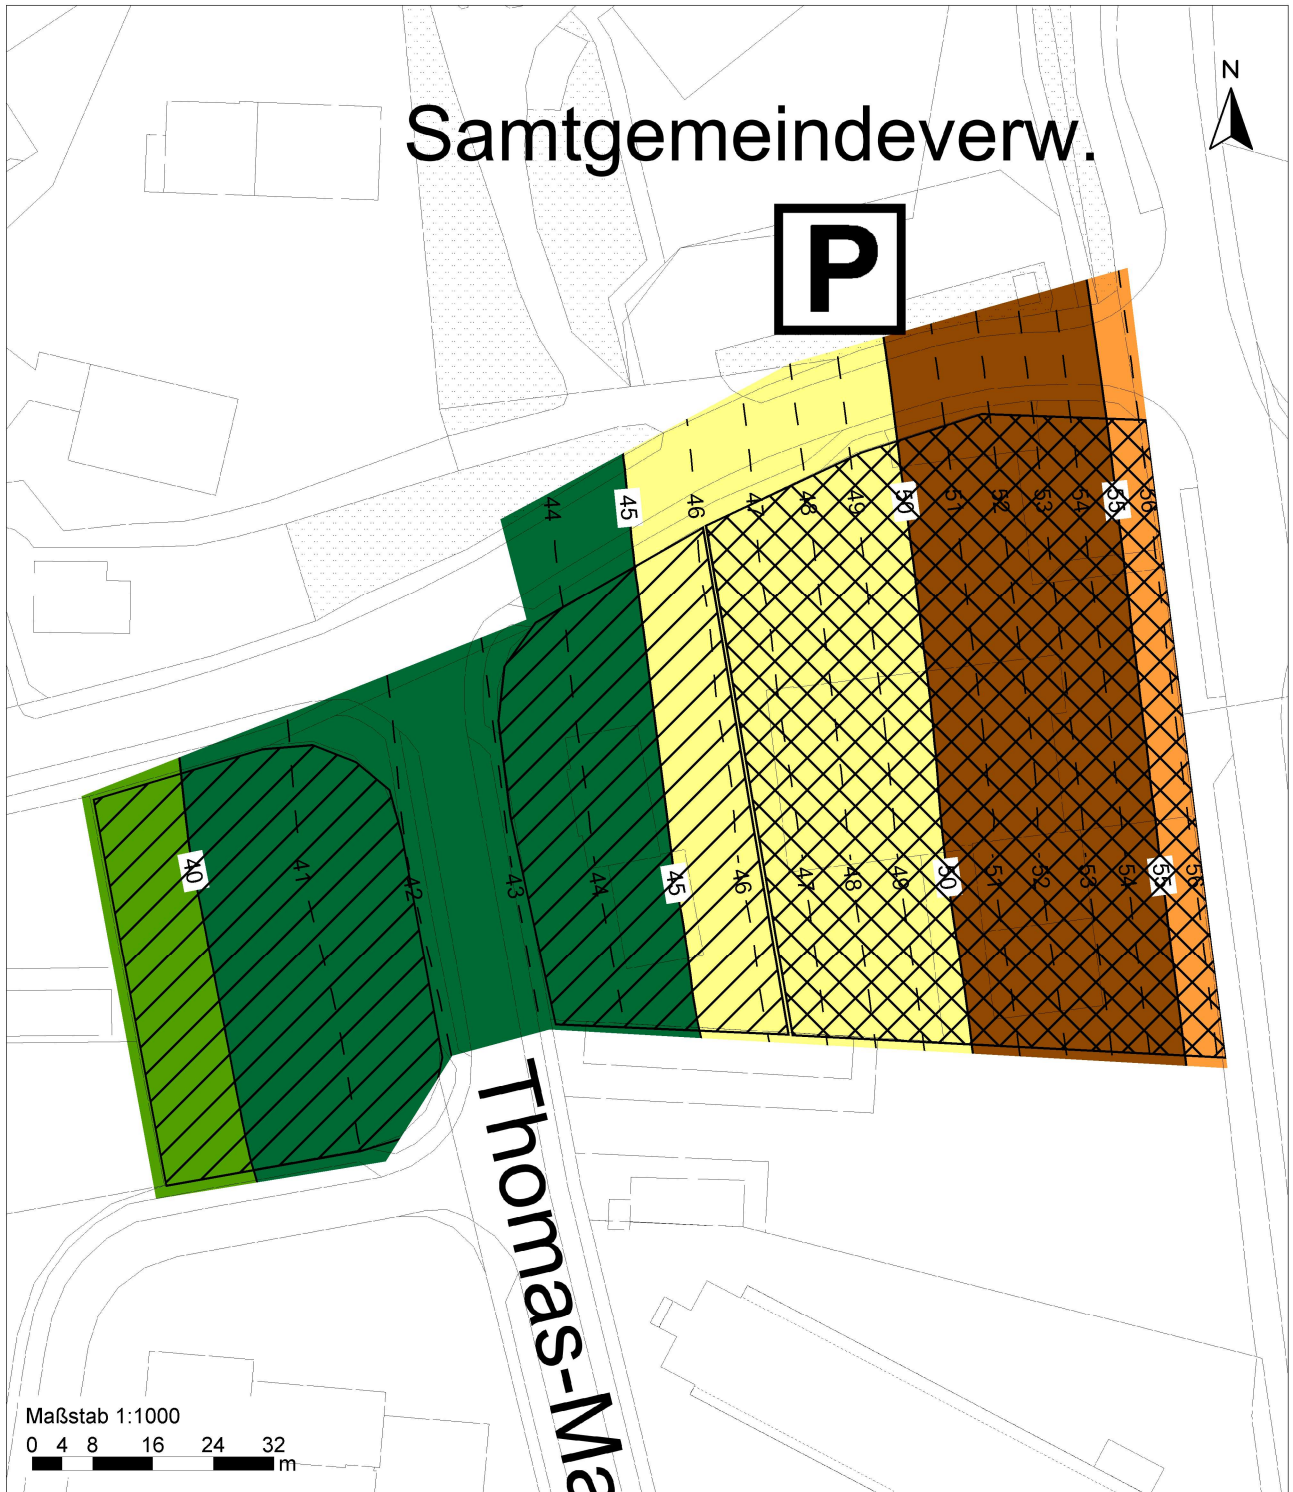 N
Samtgemeindeverw.
P
44 45 46 47 48 49 50 51 52 53 54 55 56
40 41 42 43 44 45 46 47 48 49 50 51 52 53 54 55 56
Thomas-Ma
Maßstab 1:1000
0 4 8 16 24 32
m